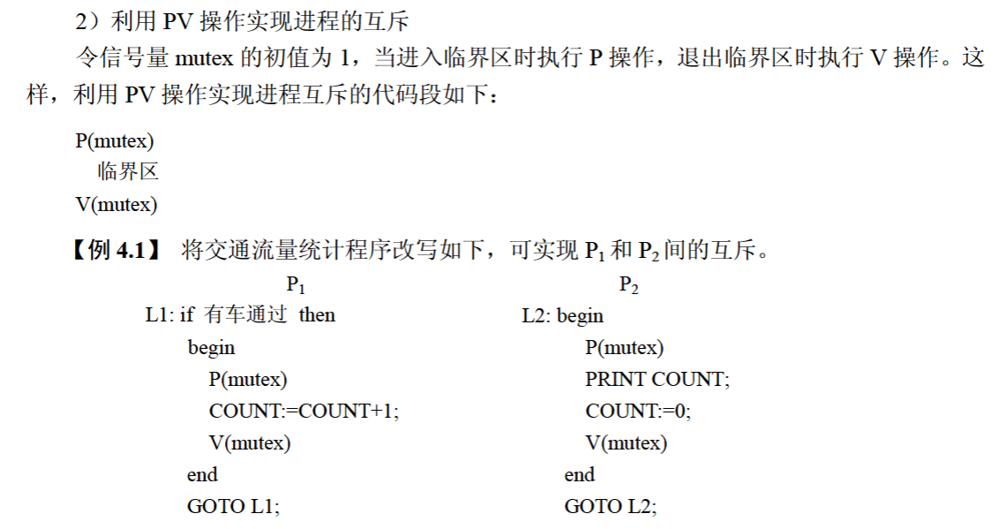 2）利用 PV 操作实现进程的互斥
令信号量 mutex 的初值为 1，当进入临界区时执行 P 操作，退出临界区时执行 V 操作。这
样，利用 PV 操作实现进程互斥的代码段如下：
P(mutex)
临界区
V(mutex)
【例 4.1】 将交通流量统计程序改写如下，可实现 P₁ 和 P₂ 间的互斥。
P₁
L1: if 有车通过 then
begin
P(mutex)
COUNT:=COUNT+1;
V(mutex)
end
GOTO L1;
P₂
L2: begin
P(mutex)
PRINT COUNT;
COUNT:=0;
V(mutex)
end
GOTO L2;